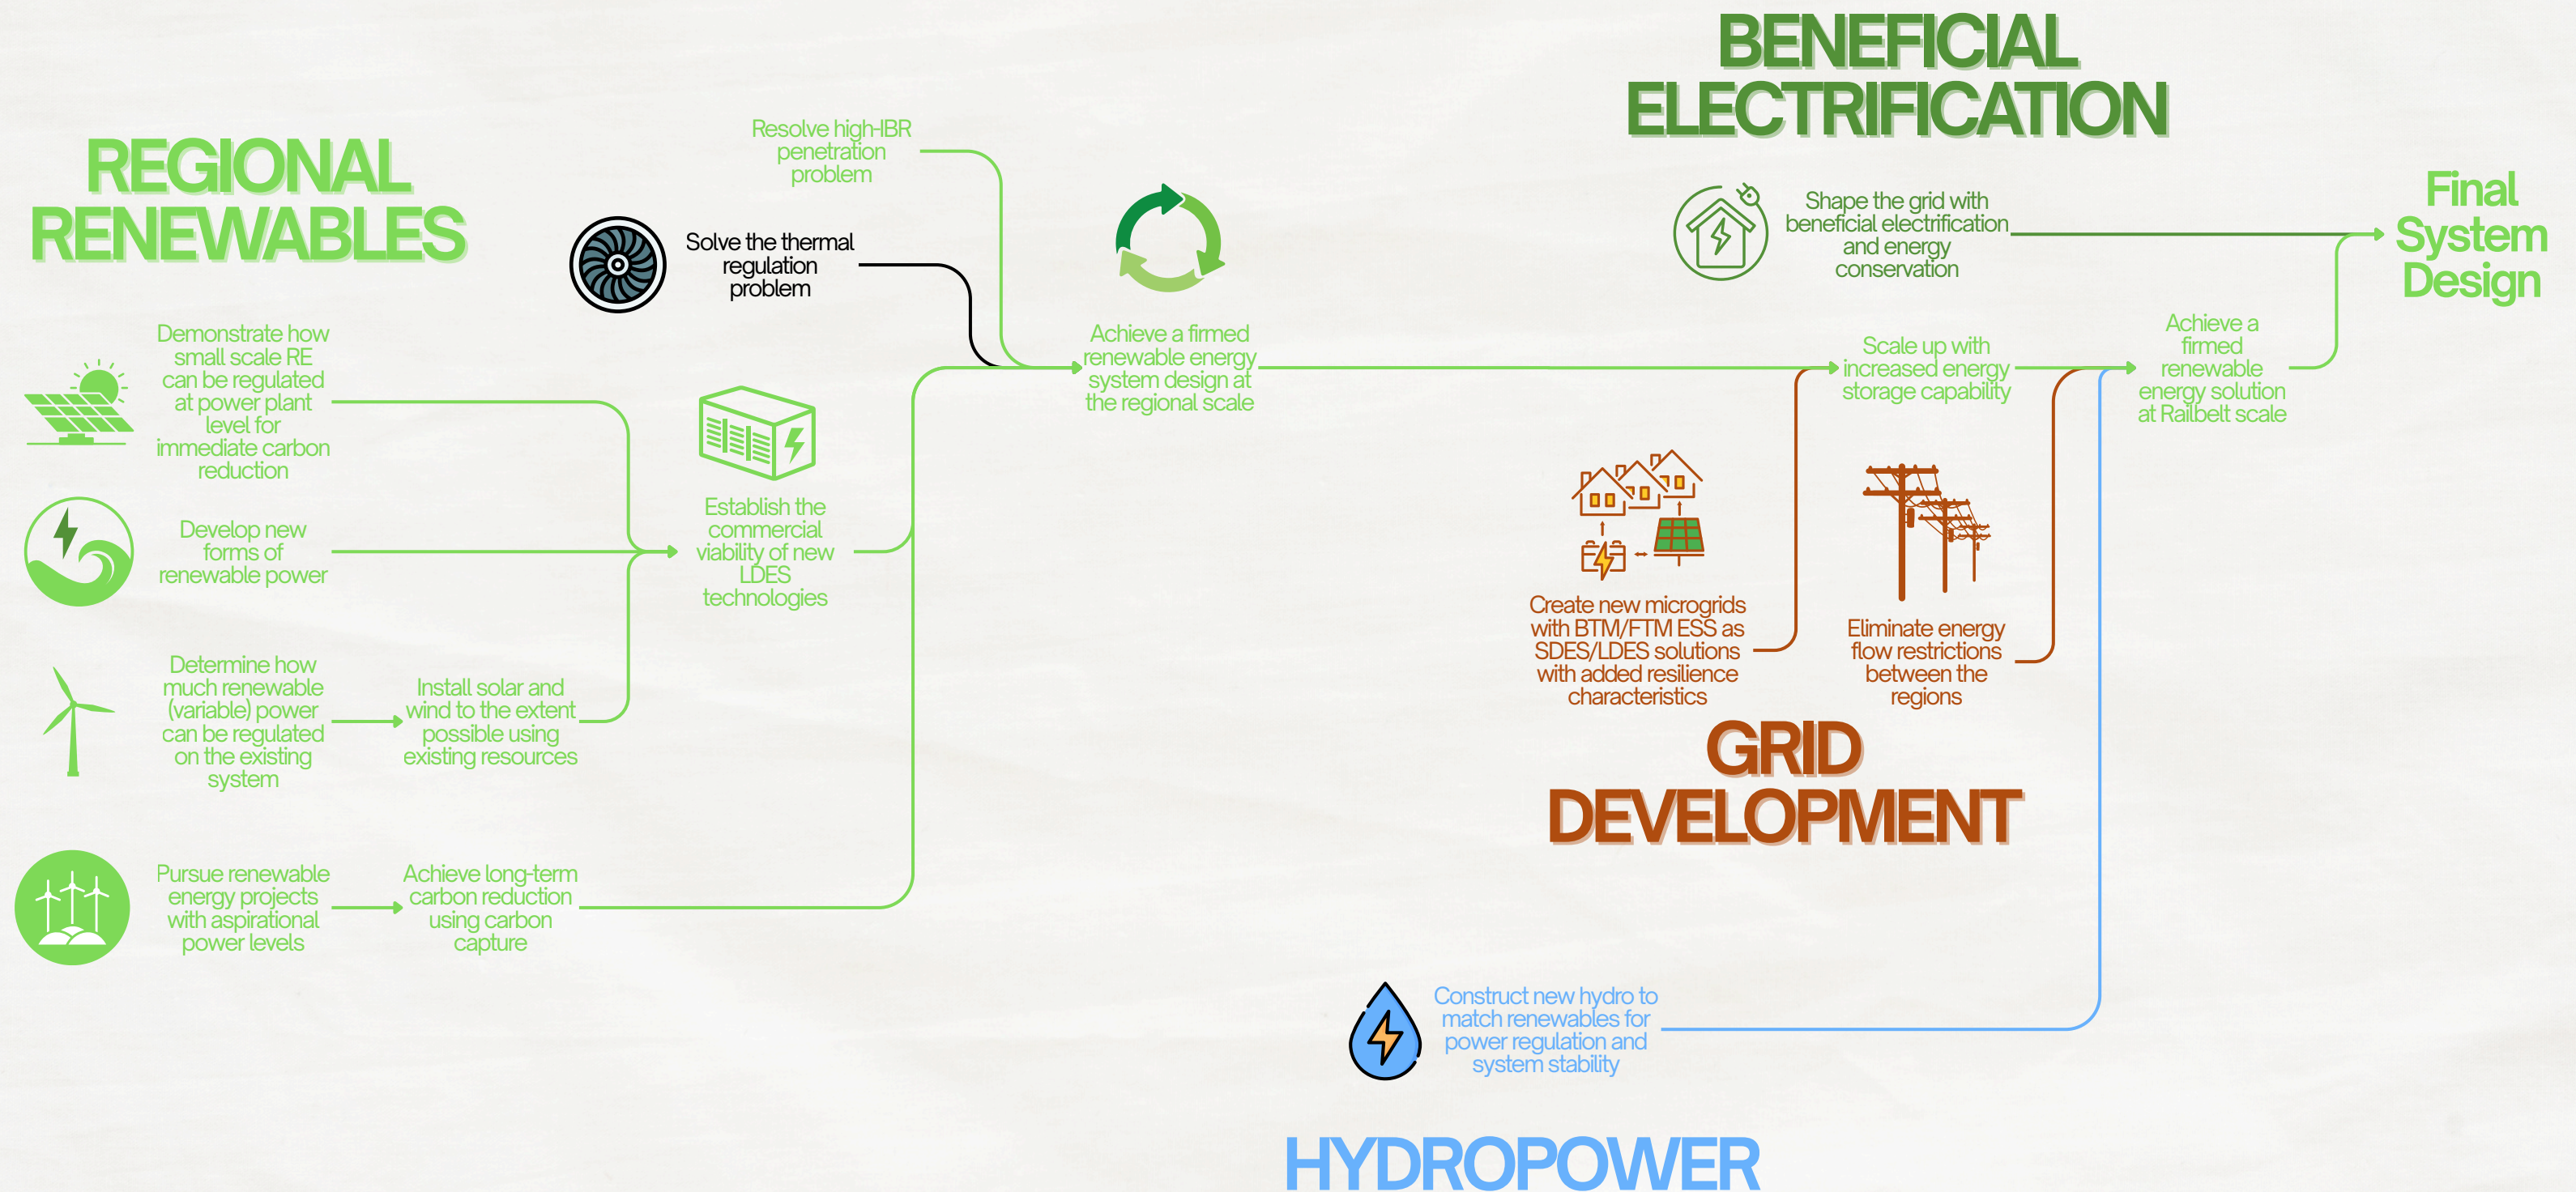 BENEFICIAL
ELECTRIFICATION
REGIONAL
RENEWABLES
Resolve high-IBR
penetration
problem
Solve the thermal
regulation
problem
Shape the grid with
beneficial electrification
and energy
conservation
Final
System
Design
Demonstrate how
small scale RE
can be regulated
at power plant
level for
immediate carbon
reduction
Achieve a firmed
renewable energy
system design at
the regional scale
Scale up with
increased energy
storage capability
Achieve a
firmed
renewable
energy solution
at Railbelt scale
Develop new
forms of
renewable power
Establish the
commercial
viability of new
LDES
technologies
Create new microgrids
with BTM/FTM ESS as
SDES/LDES solutions
with added resilience
characteristics
Eliminate energy
flow restrictions
between the
regions
Determine how
much renewable
(variable) power
can be regulated
on the existing
system
Install solar and
wind to the extent
possible using
existing resources
GRID
DEVELOPMENT
Pursue renewable
energy projects
with aspirational
power levels
Achieve long-term
carbon reduction
using carbon
capture
Construct new hydro to
match renewables for
power regulation and
system stability
HYDROPOWER